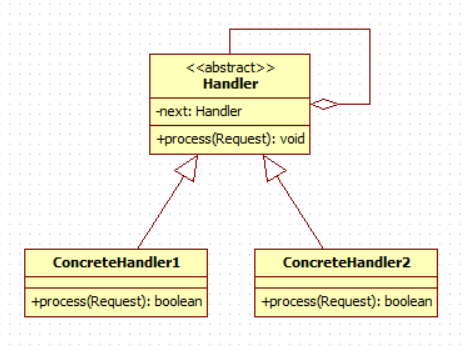 <<abstract>>
Handler
-next: Handler
+process(Request): void
ConcreteHandler1
+process(Request): boolean
ConcreteHandler2
+process(Request): boolean